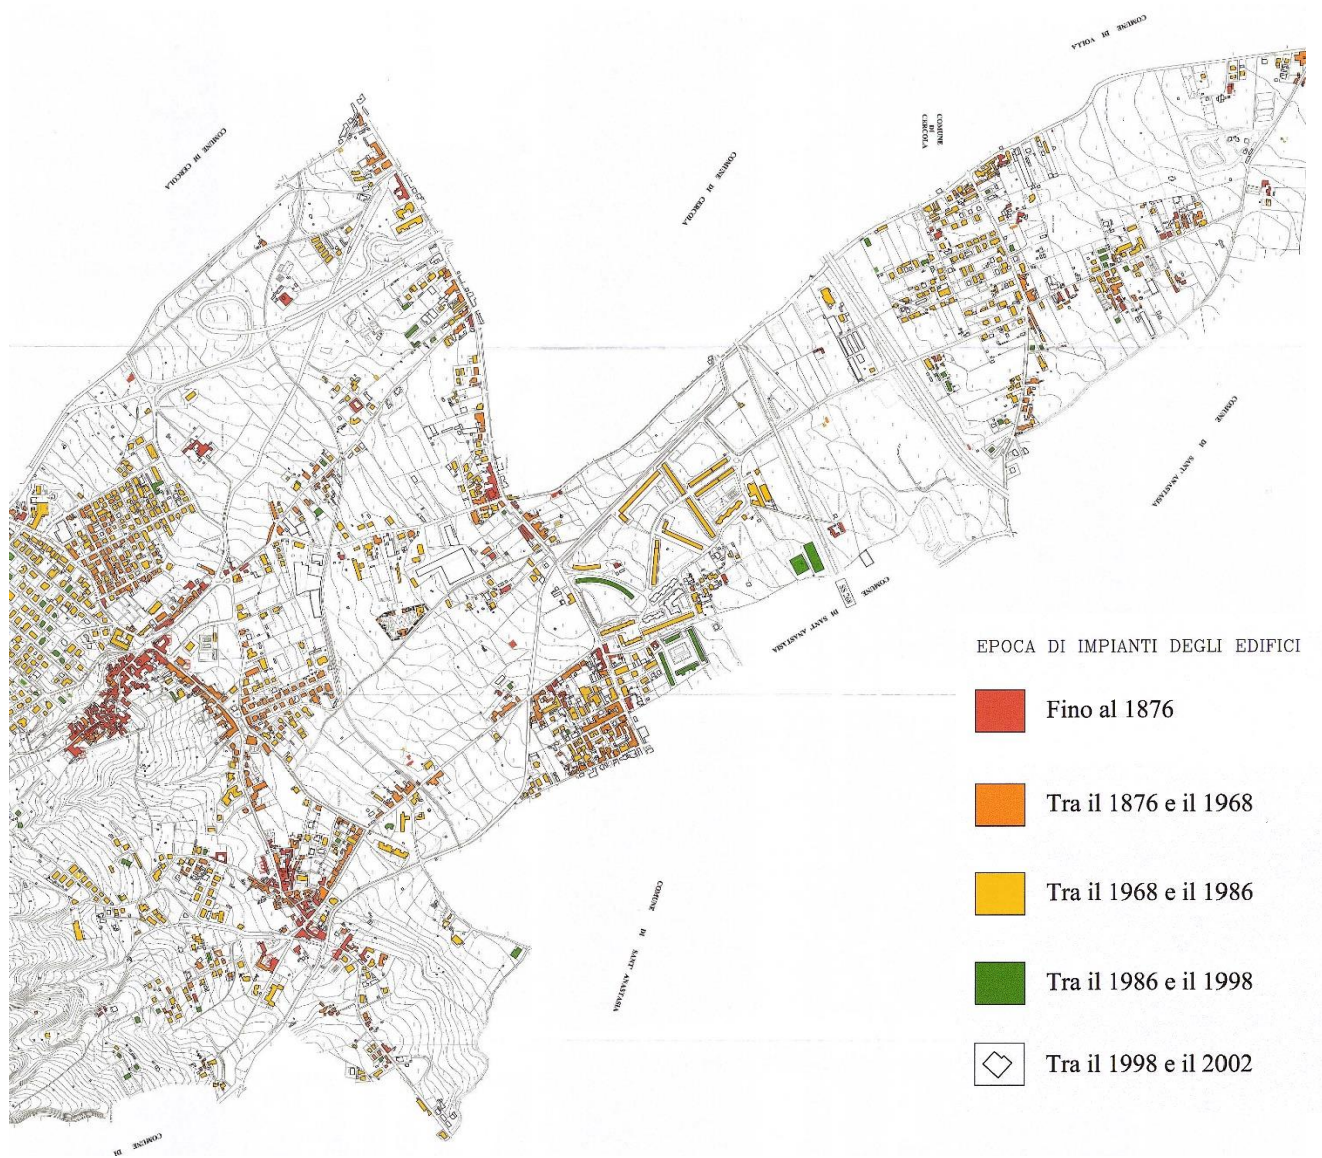 COMUNE DI VOLLA
COMUNE DI CERCOLA
COMUNE
DI
CERCOLA
COMUNE DI CERCOLA
COMUNE DI SANT' ANASTASIA
COMUNE
DI SANT' ANASTASIA
EPOCA DI IMPIANTI DEGLI EDIFICI
Fino al 1876
Tra il 1876 e il 1968
Tra il 1968 e il 1986
Tra il 1986 e il 1998
Tra il 1998 e il 2002
COMUNE DI SANT' ANASTASIA
COMUNE DI